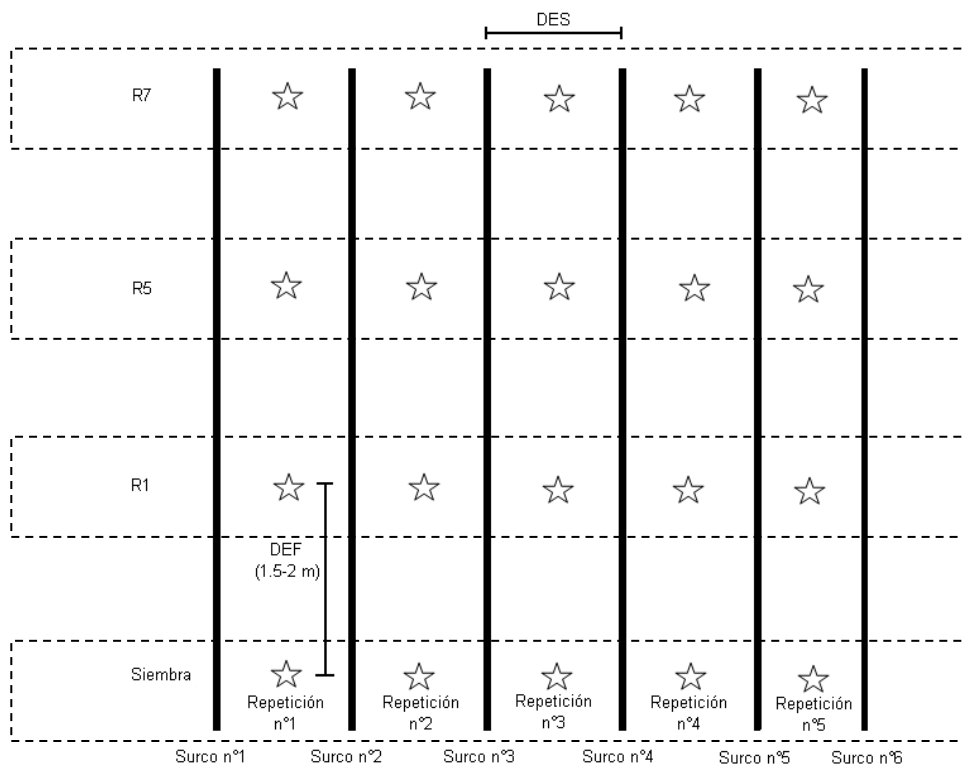 DES
R7
R5
R1
DEF
(1.5-2 m)
Siembra
Repetición
n°1
Repetición
n°2
Repetición
n°3
Repetición
n°4
Repetición
n°5
Surco n°1
Surco n°2
Surco n°3
Surco n°4
Surco n°5
Surco n°6